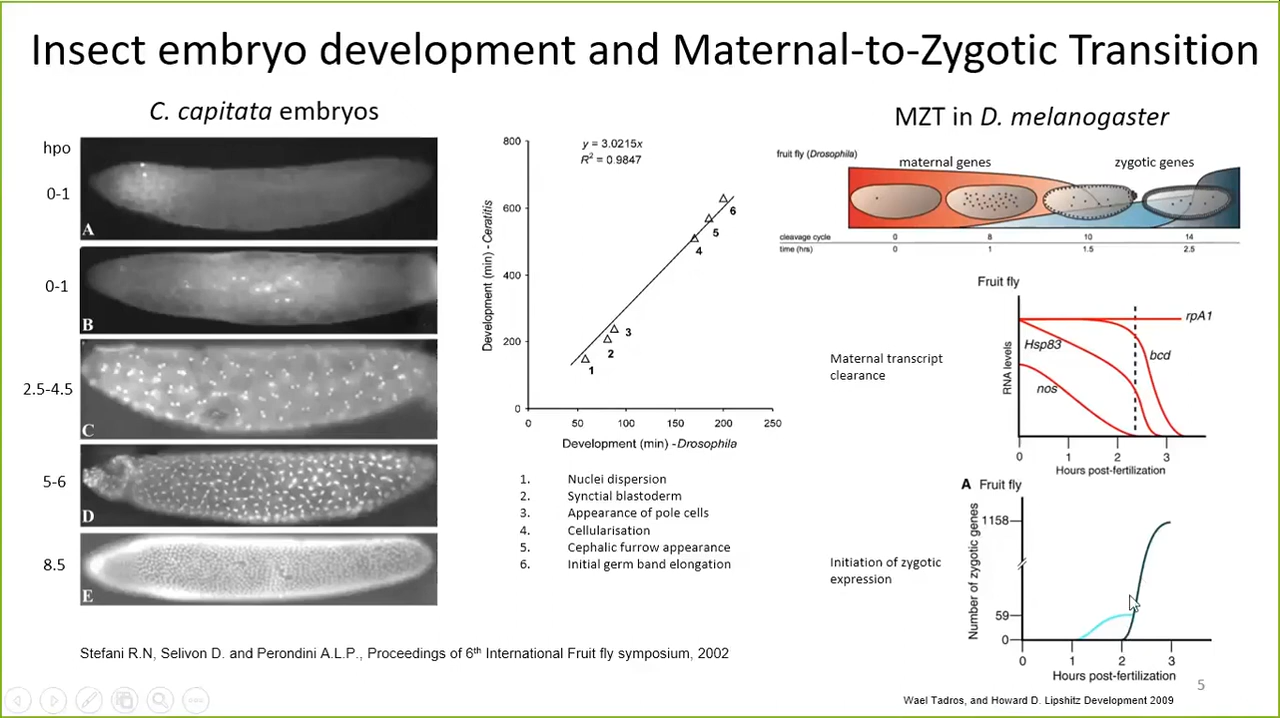 Insect embryo development and Maternal-to-Zygotic Transition
C. capitata embryos
hpo
0-1
A
0-1
B
2.5-4.5
C
5-6
D
8.5
E
800
600
400
200
0
y = 3.0215x
R² = 0.9847
Development (min) - Ceratitis
1
2
3
4
5
6
0 50 100 150 200 250
Development (min) - Drosophila
1. Nuclei dispersion
2. Synctial blastoderm
3. Appearance of pole cells
4. Cellularisation
5. Cephalic furrow appearance
6. Initial germ band elongation
Stefani R.N, Selivon D. and Perondini A.L.P., Proceedings of 6th International Fruit fly symposium, 2002
MZT in D. melanogaster
fruit fly (Drosophila)
maternal genes
zygotic genes
cleavage cycle 0 8 10 14
time (hrs) 0 1 1.5 2.5
Maternal transcript
clearance
Fruit fly
RNA levels
rpA1
Hsp83
bcd
nos
0 1 2 3
Hours post-fertilization
Initiation of zygotic
expression
A Fruit fly
Number of zygotic genes
1158
59
0
0 1 2 3
Hours post-fertilization
5
Wael Tadros, and Howard D. Lipshitz Development 2009